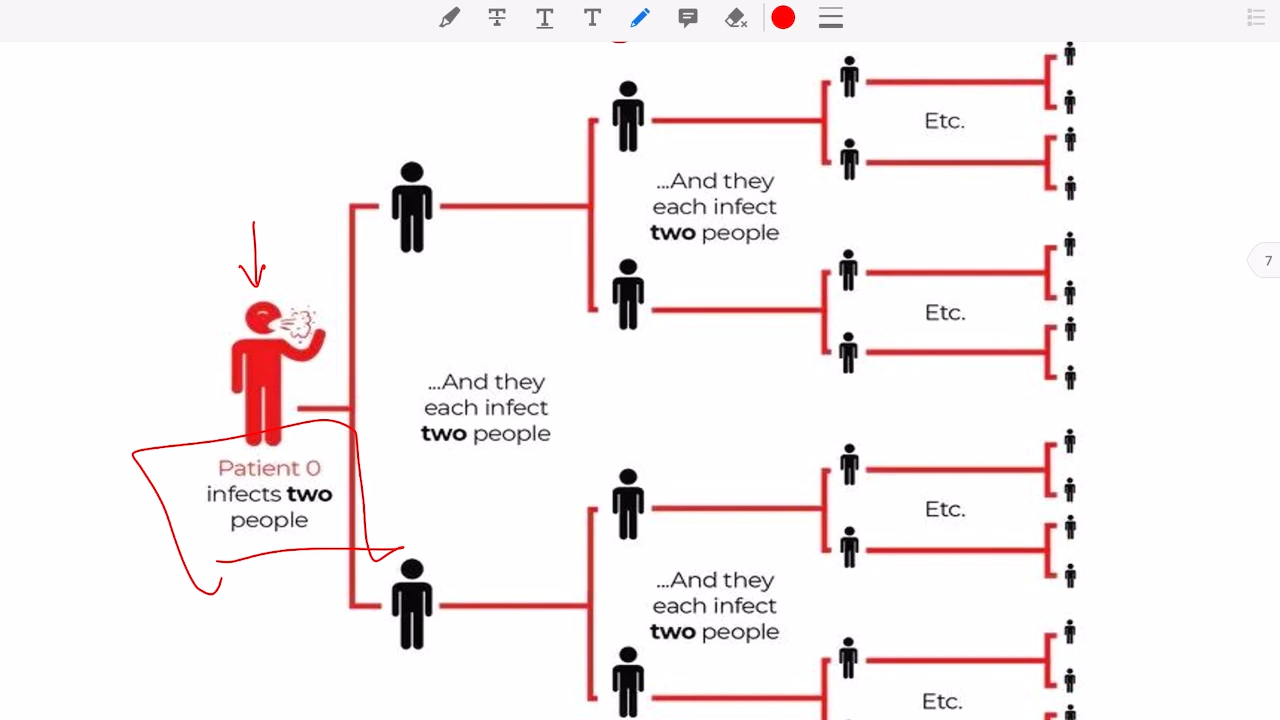 Patient 0
infects two
people
...And they
each infect
two people
...And they
each infect
two people
...And they
each infect
two people
Etc.
Etc.
Etc.
Etc.
7